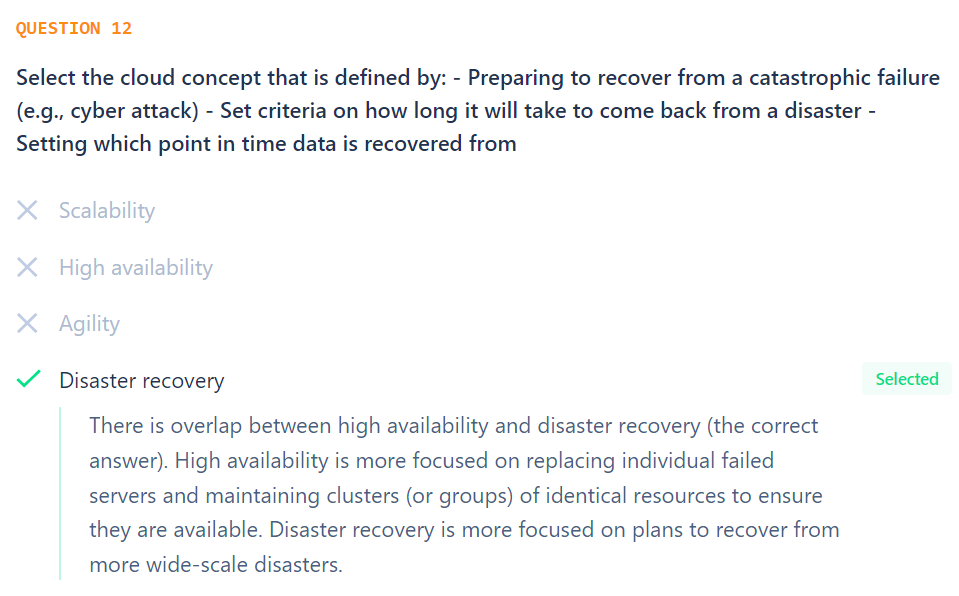 QUESTION 12
Select the cloud concept that is defined by: - Preparing to recover from a catastrophic failure
(e.g., cyber attack) - Set criteria on how long it will take to come back from a disaster -
Setting which point in time data is recovered from
Scalability
High availability
Agility
Disaster recovery
Selected
There is overlap between high availability and disaster recovery (the correct
answer). High availability is more focused on replacing individual failed
servers and maintaining clusters (or groups) of identical resources to ensure
they are available. Disaster recovery is more focused on plans to recover from
more wide-scale disasters.